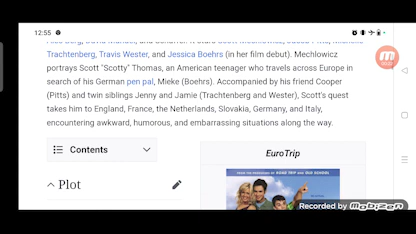 12:55
Trachtenberg, Travis Wester, and Jessica Boehrs (in her film debut). Mechlowicz
portrays Scott "Scotty" Thomas, an American teenager who travels across Europe in
search of his German pen pal, Mieke (Boehrs). Accompanied by his friend Cooper
(Pitts) and twin siblings Jenny and Jamie (Trachtenberg and Wester), Scott's quest
takes him to England, France, the Netherlands, Slovakia, Germany, and Italy,
encountering awkward, humorous, and embarrassing situations along the way.
Contents
EuroTrip
Plot
Recorded by MOBIZEN